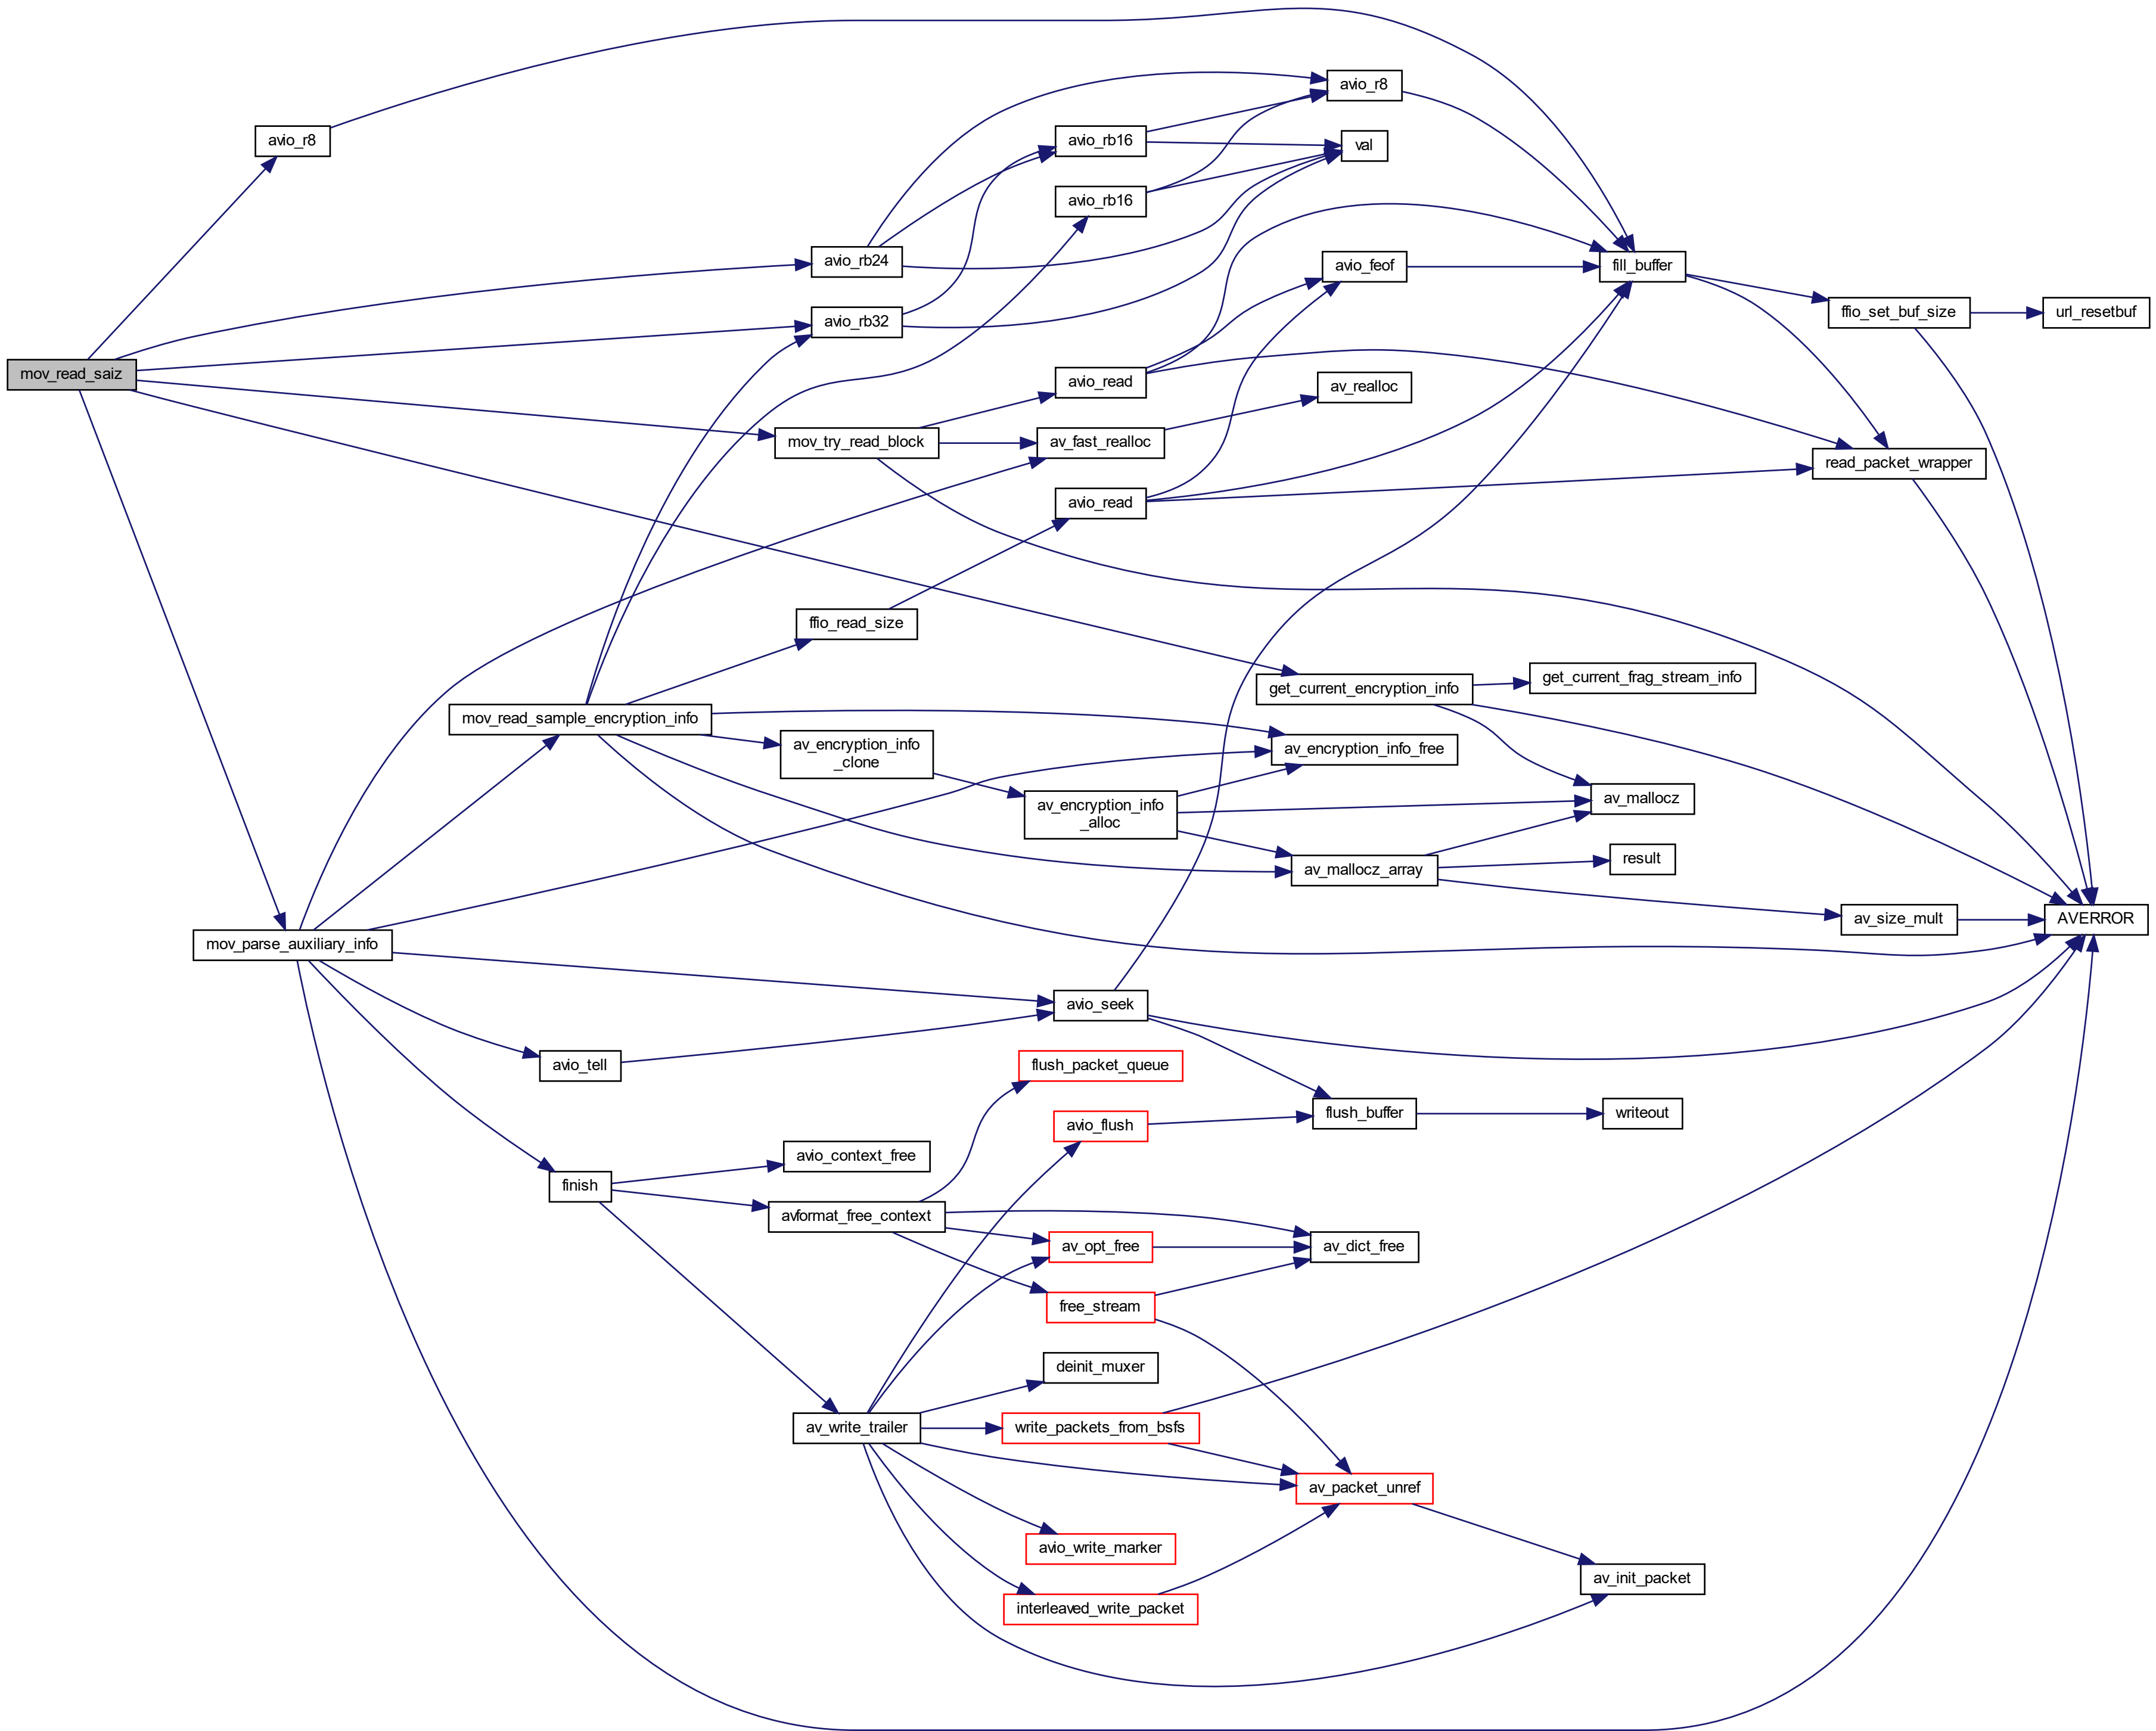 mov_read_saiz
avio_r8
avio_rb24
avio_rb32
mov_try_read_block
mov_read_sample_encryption_info
mov_parse_auxiliary_info
avio_tell
finish
ffio_read_size
av_encryption_info
_clone
avio_context_free
avformat_free_context
av_write_trailer
avio_rb16
avio_rb16
avio_read
av_fast_realloc
avio_read
av_encryption_info
_alloc
avio_seek
flush_packet_queue
avio_flush
av_opt_free
free_stream
deinit_muxer
write_packets_from_bsfs
avio_write_marker
interleaved_write_packet
avio_r8
val
avio_feof
av_realloc
get_current_encryption_info
av_encryption_info_free
av_mallocz_array
flush_buffer
av_dict_free
av_packet_unref
fill_buffer
get_current_frag_stream_info
av_mallocz
result
writeout
av_init_packet
ffio_set_buf_size
read_packet_wrapper
av_size_mult
url_resetbuf
AVERROR